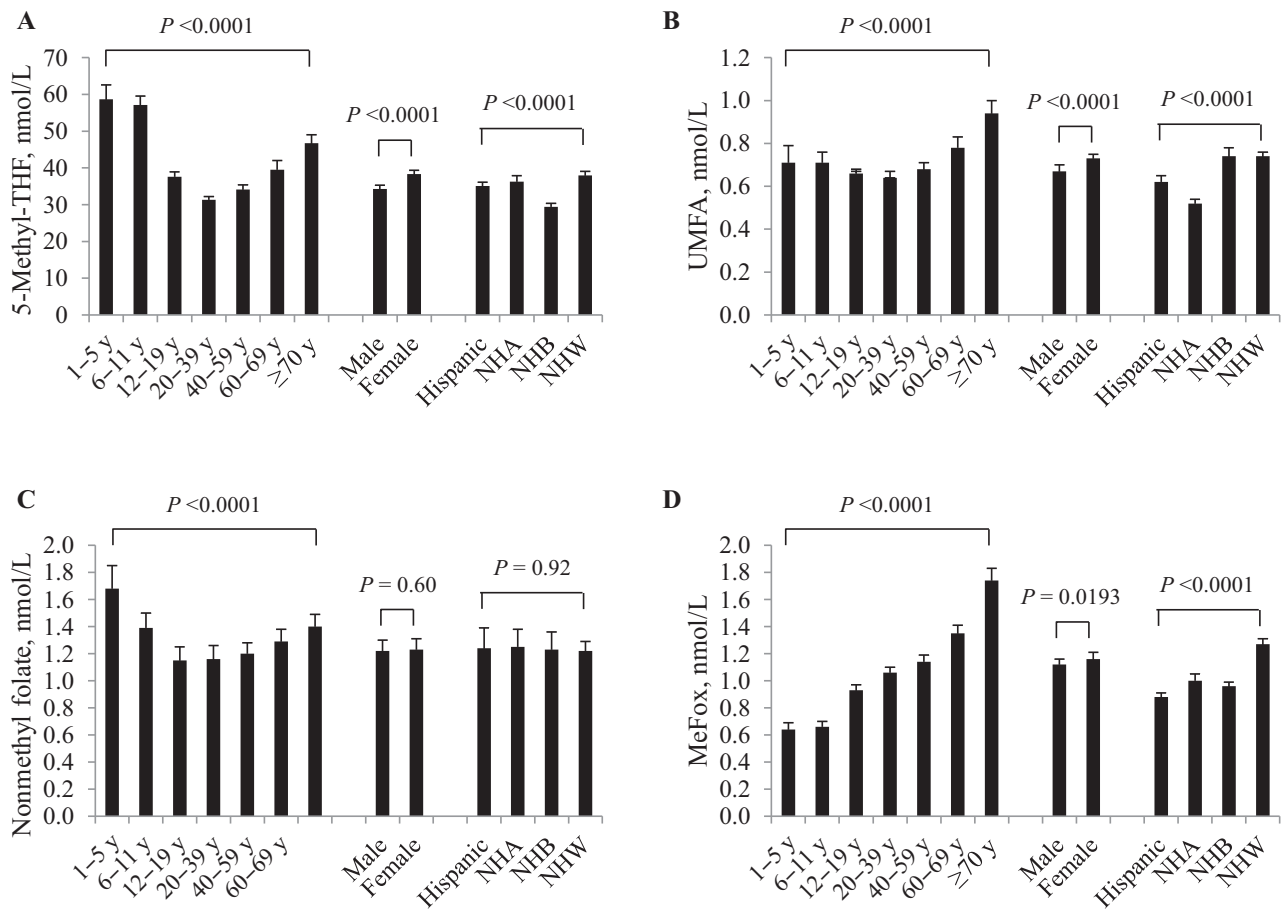 A
P <0.0001
P <0.0001
P <0.0001
5-Methyl-THF, nmol/L
70
60
50
40
30
20
10
0
1–5 y
6–11 y
12–19 y
20–39 y
40–59 y
60–69 y
≥70 y
Male
Female
Hispanic
NHA
NHB
NHW
B
P <0.0001
P <0.0001
P <0.0001
UMFA, nmol/L
1.2
1.0
0.8
0.6
0.4
0.2
0.0
1–5 y
6–11 y
12–19 y
20–39 y
40–59 y
60–69 y
≥70 y
Male
Female
Hispanic
NHA
NHB
NHW
C
P <0.0001
P = 0.60
P = 0.92
Nonmethyl folate, nmol/L
2.0
1.8
1.6
1.4
1.2
1.0
0.8
0.6
0.4
0.2
0.0
1–5 y
6–11 y
12–19 y
20–39 y
40–59 y
60–69 y
Male
Female
Hispanic
NHA
NHB
NHW
D
P <0.0001
P = 0.0193
P <0.0001
MeFox, nmol/L
2.0
1.8
1.6
1.4
1.2
1.0
0.8
0.6
0.4
0.2
0.0
1–5 y
6–11 y
12–19 y
20–39 y
40–59 y
60–69 y
≥70 y
Male
Female
Hispanic
NHA
NHB
NHW